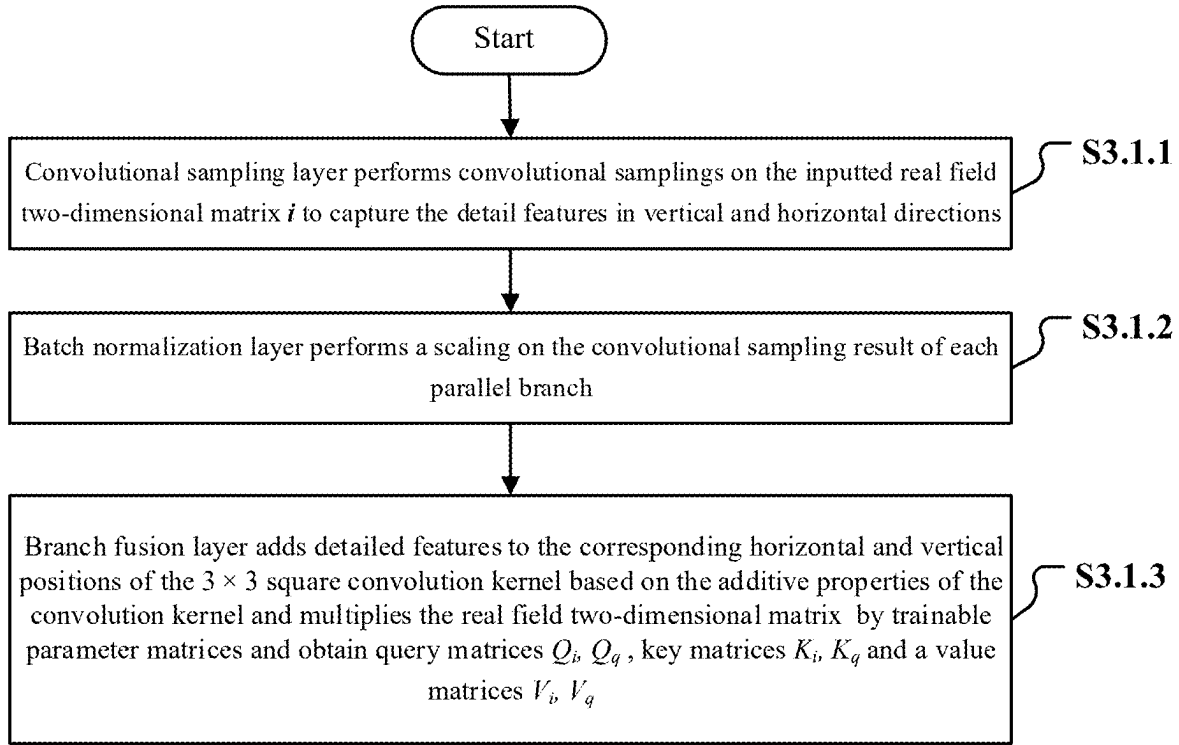 Start
S3.1.1
Convolutional sampling layer performs convolutional samplings on the inputted real field
two-dimensional matrix i to capture the detail features in vertical and horizontal directions
S3.1.2
Batch normalization layer performs a scaling on the convolutional sampling result of each
parallel branch
S3.1.3
Branch fusion layer adds detailed features to the corresponding horizontal and vertical
positions of the 3 × 3 square convolution kernel based on the additive properties of the
convolution kernel and multiplies the real field two-dimensional matrix by trainable
parameter matrices and obtain query matrices Qi, Qq , key matrices Ki, Kq and a value
matrices Vi, Vq